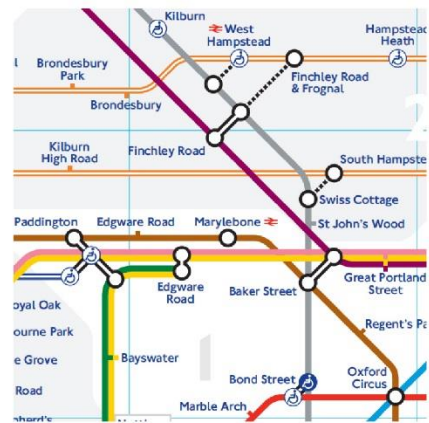 Kilburn
West
Hampstead
Hampstead
Heath
Brondesbury
Park
Finchley Road
& Frognal
Brondesbury
Kilburn
High Road
Finchley Road
South Hampste
Swiss Cottage
St John's Wood
Paddington
Edgware Road
Marylebone
Edgware
Road
Baker Street
Great Portland
Street
oyal Oak
ourne Park
Regent's Pa
e Grove
Bayswater
1
Road
Bond Street
Oxford
Circus
Marble Arch
pherd's